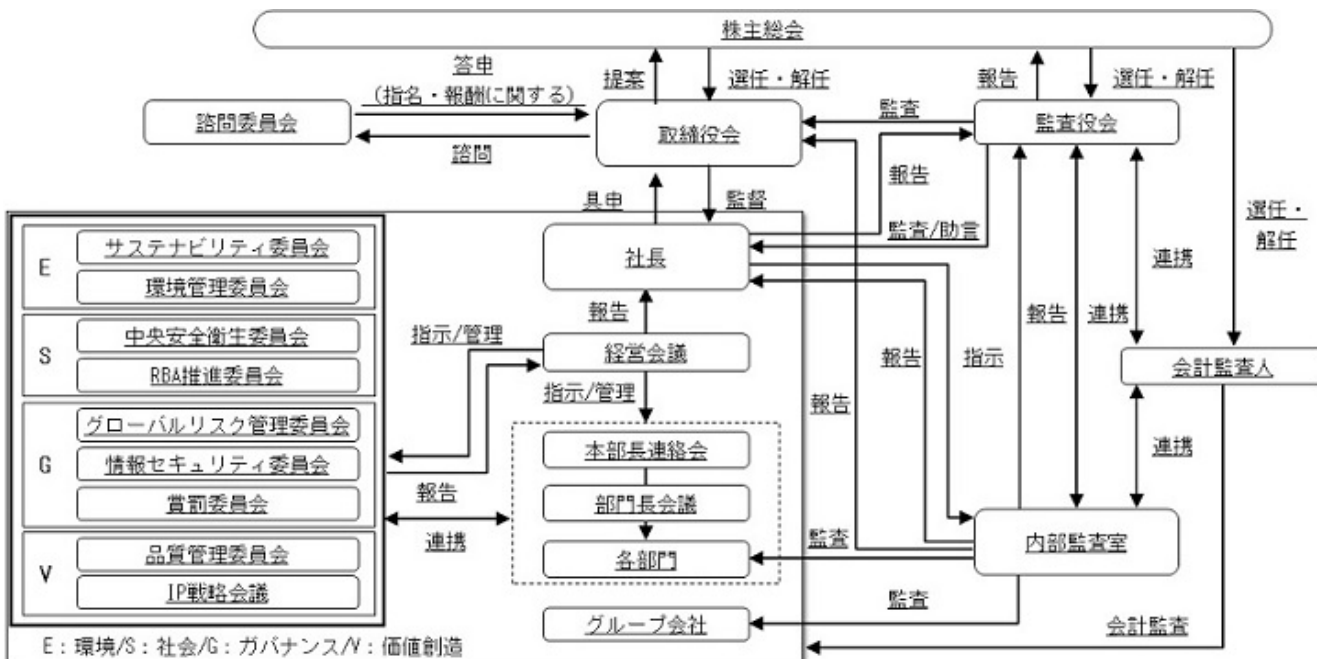 株主総会
答申
(指名・報酬に関する)
提案
選任・解任
報告
選任・解任
諮問委員会
取締役会
監査
監査役会
諮問
報告
具申
監督
監査/助言
選任・
解任
E
サステナビリティ委員会
環境管理委員会
社長
連携
S
中央安全衛生委員会
RBA推進委員会
指示/管理
報告
経営会議
指示/管理
報告
指示
報告
連携
会計監査人
報告
G
グローバルリスク管理委員会
情報セキュリティ委員会
賞罰委員会
本部長連絡会
部門長会議
連携
報告
連携
V
品質管理委員会
IP戦略会議
各部門
監査
内部監査室
監査
グループ会社
会計監査
E:環境/S:社会/G:ガバナンス/V:価値創造